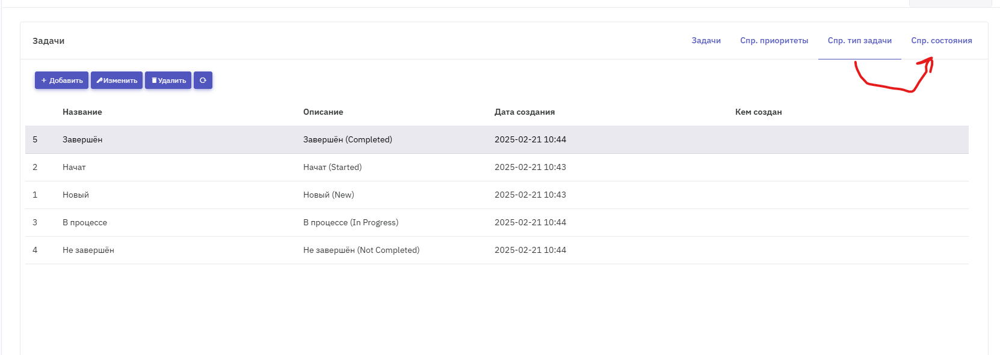 Задачи Задачи Спр. приоритеты Спр. тип задачи Спр. состояния
+ Добавить Изменить Удалить
Название Описание Дата создания Кем создан
5 Завершён Завершён (Completed) 2025-02-21 10:44
2 Начат Начат (Started) 2025-02-21 10:43
1 Новый Новый (New) 2025-02-21 10:43
3 В процессе В процессе (In Progress) 2025-02-21 10:44
4 Не завершён Не завершён (Not Completed) 2025-02-21 10:44